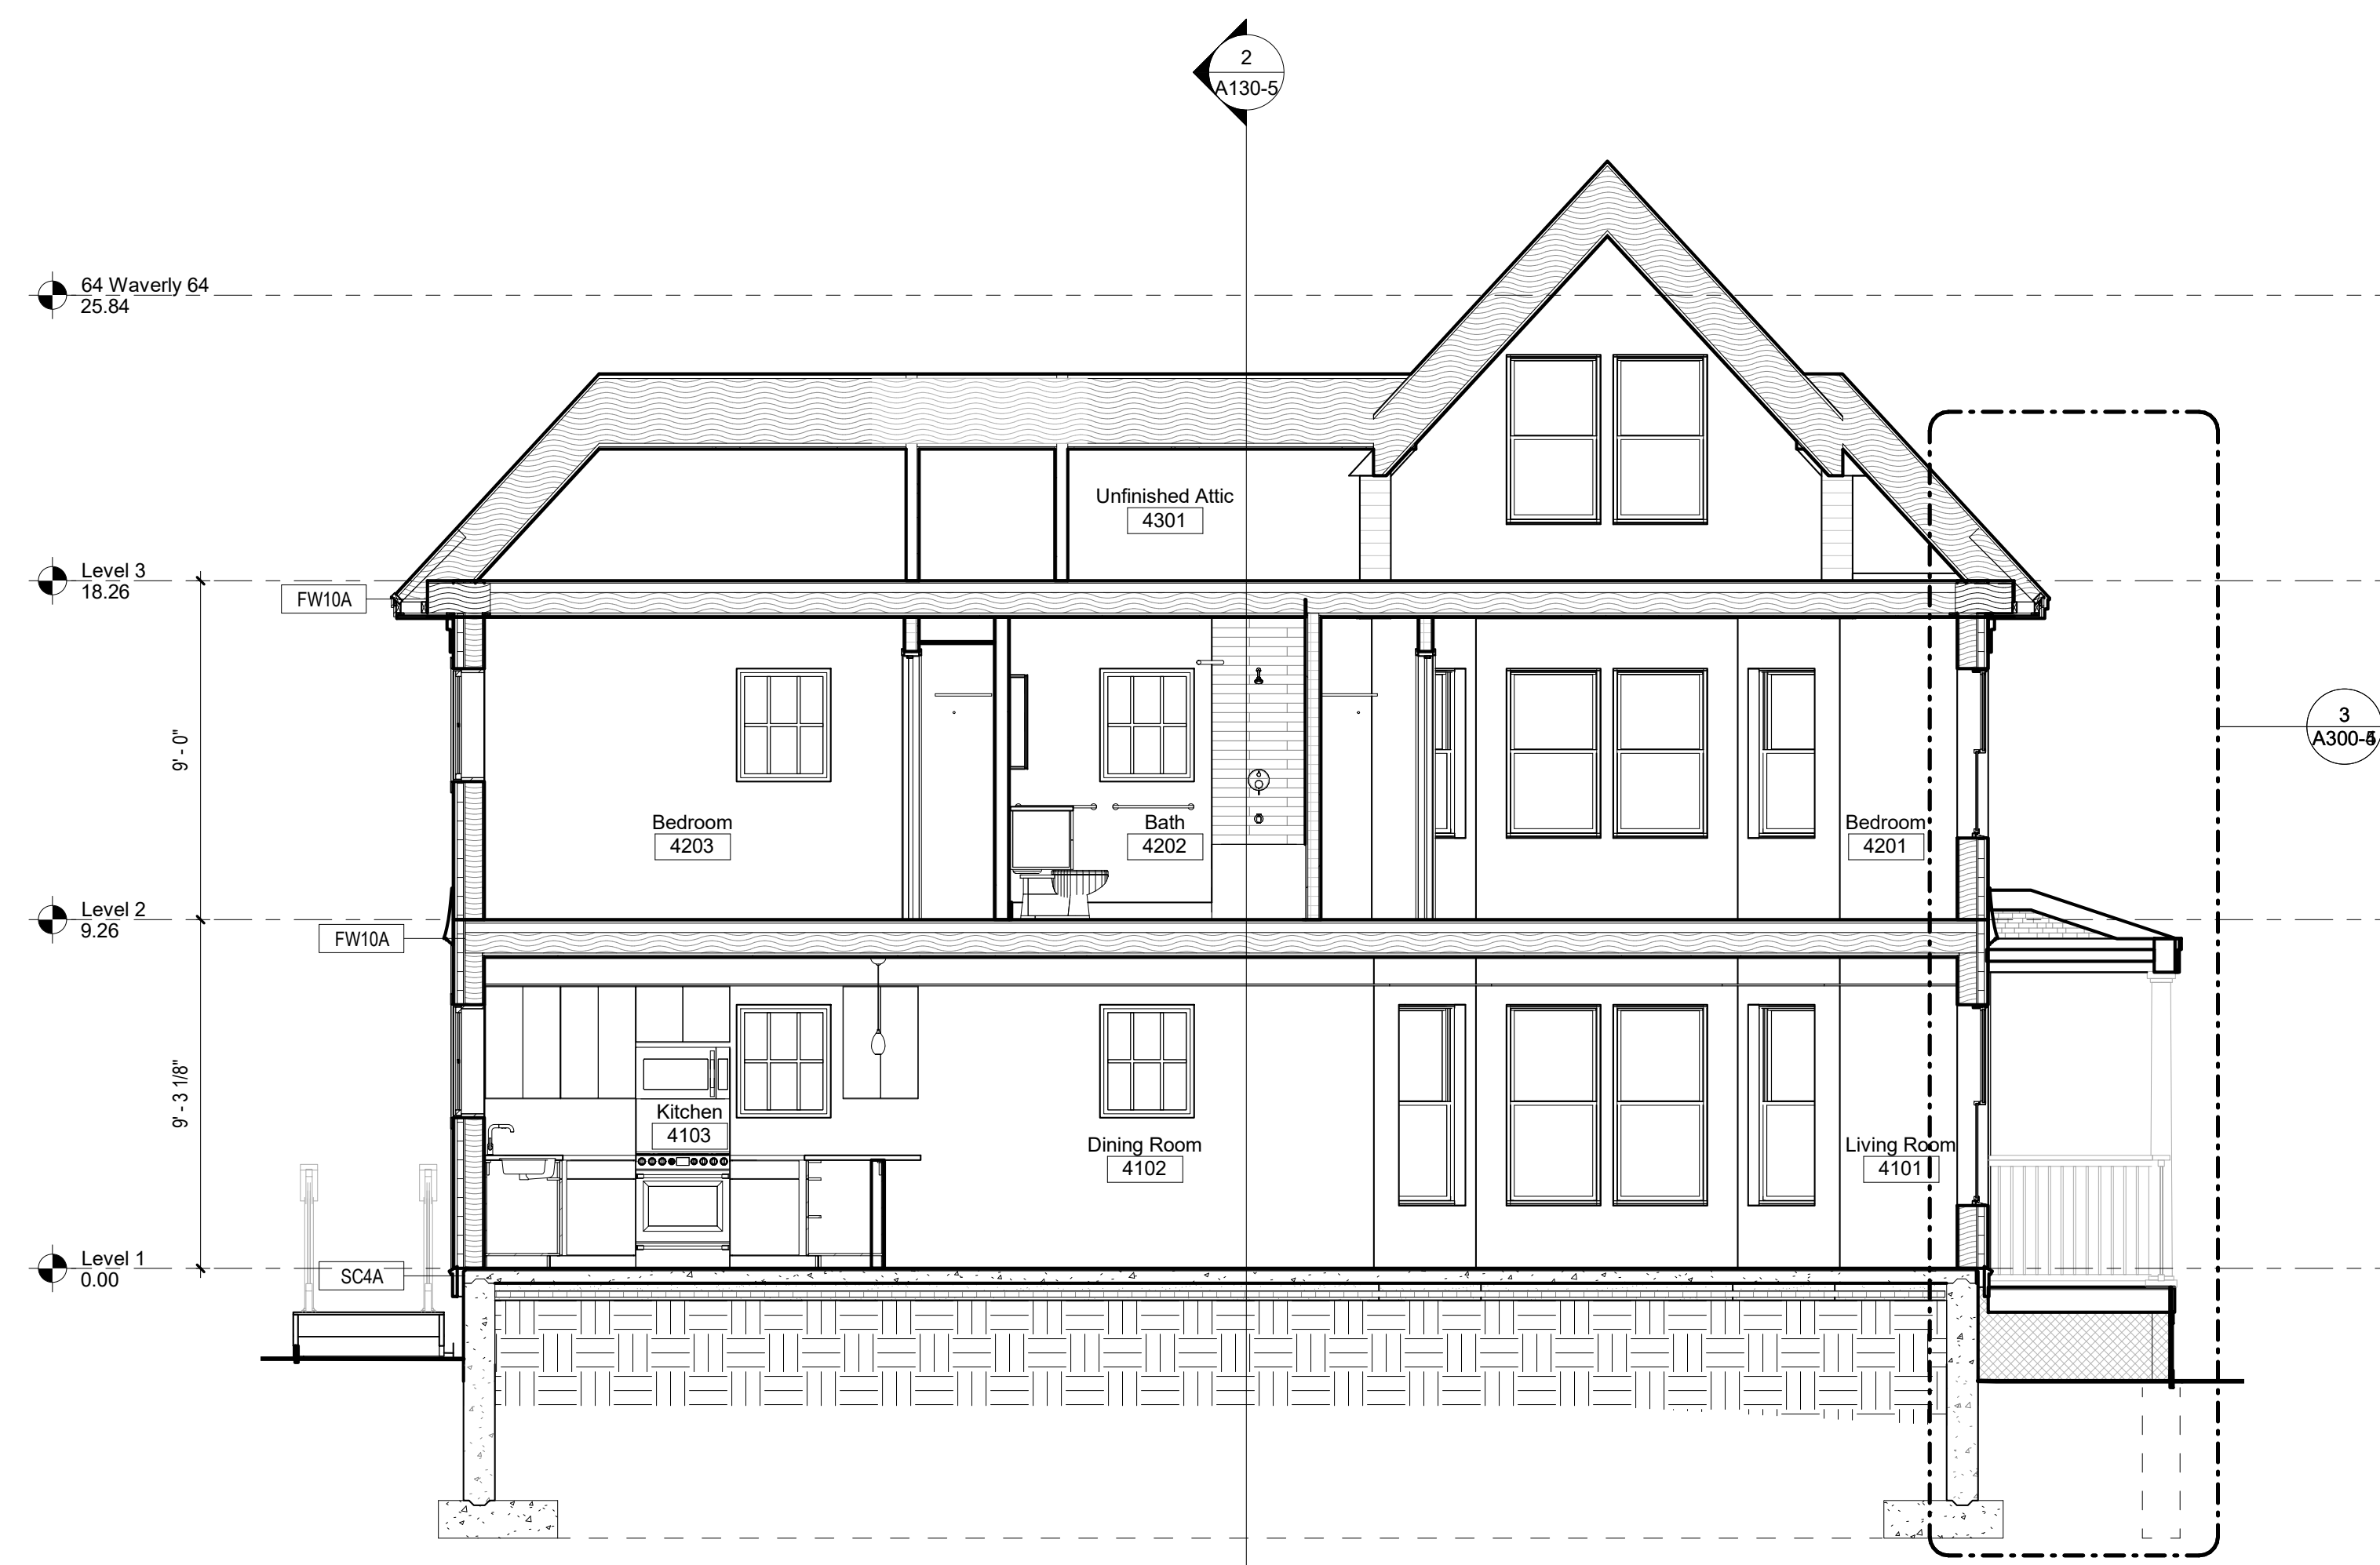 2
A130-5
64 Waverly 64
25.84
Unfinished Attic
4301
Level 3
18.26
FW10A
9' - 0"
3
Bedroom
4203
Bath
4202
Bedroom
4201
Level 2
9.26
FW10A
9' - 3 1/8"
Kitchen
4103
Dining Room
4102
Living Room
4101
Level 1
0.00
SC4A